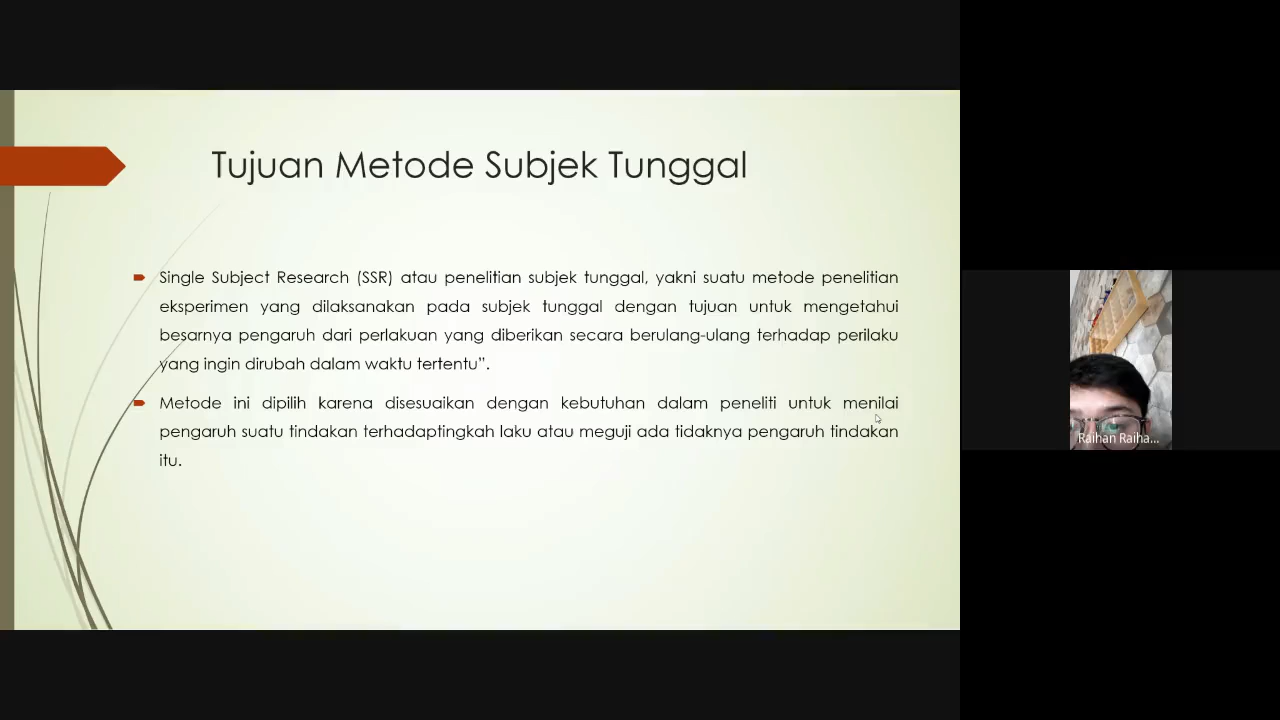 Tujuan Metode Subjek Tunggal
Single Subject Research (SSR) atau penelitian subjek tunggal, yakni suatu metode penelitian
eksperimen yang dilaksanakan pada subjek tunggal dengan tujuan untuk mengetahui
besarnya pengaruh dari perlakuan yang diberikan secara berulang-ulang terhadap perilaku
yang ingin dirubah dalam waktu tertentu”.
Metode ini dipilih karena disesuaikan dengan kebutuhan dalam peneliti untuk menilai
pengaruh suatu tindakan terhadaptingkah laku atau meguji ada tidaknya pengaruh tindakan
itu.
Raihan Raiha...